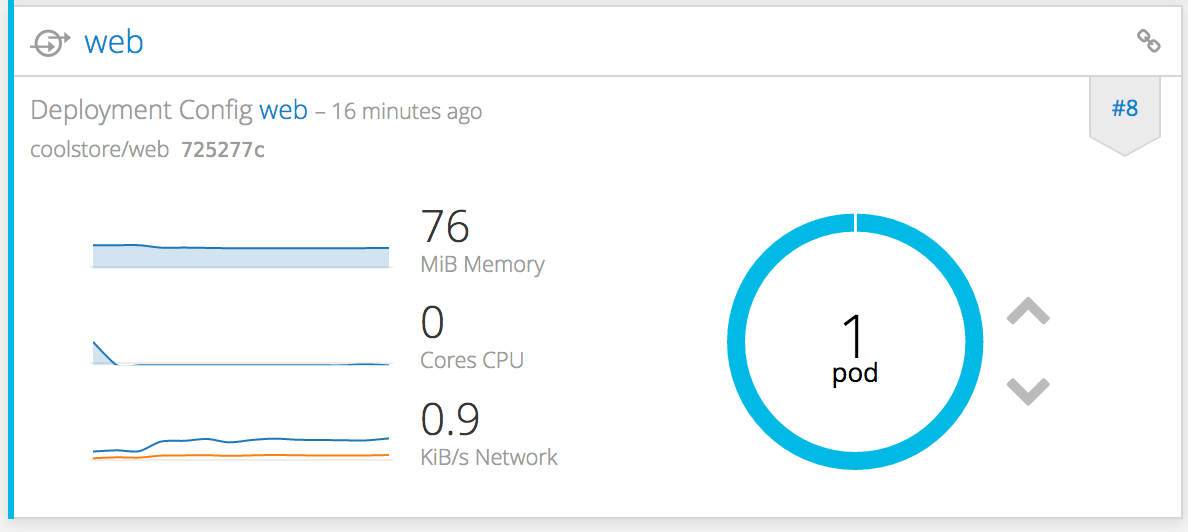 web
Deployment Config web – 16 minutes ago
#8
coolstore/web 725277c
76
MiB Memory
0
Cores CPU
0.9
KiB/s Network
1
pod